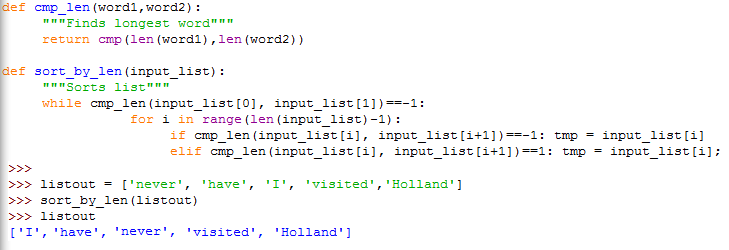 def cmp_len(word1,word2):
    """Finds longest word"""
    return cmp(len(word1),len(word2))
def sort_by_len(input_list):
    """Sorts list"""
    while cmp_len(input_list[0], input_list[1])==-1:
            for i in range(len(input_list)-1):
                if cmp_len(input_list[i], input_list[i+1])==-1: tmp = input_list[i]
                elif cmp_len(input_list[i], input_list[i+1])==1: tmp = input_list[i];
>>>
>>> listout = ['never', 'have', 'I', 'visited','Holland']
>>> sort_by_len(listout)
>>> listout
['I','have', 'never', 'visited', 'Holland']